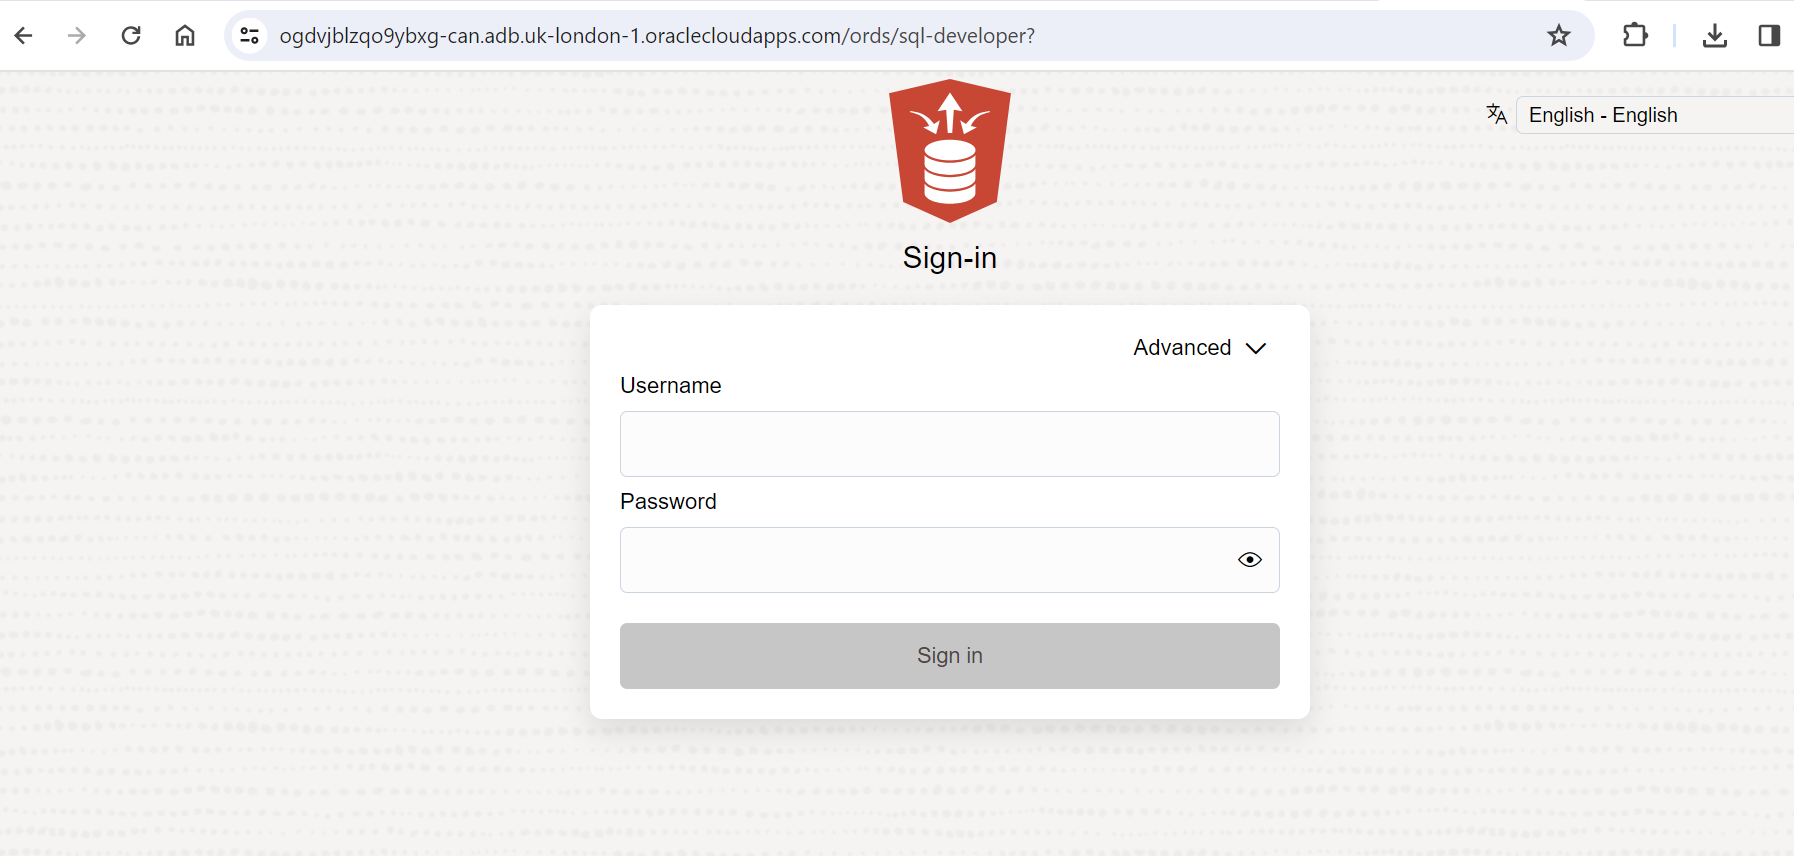 ogdvjblzqo9ybxg-can.adb.uk-london-1.oraclecloudapps.com/ords/sql-developer?
English - English
Sign-in
Advanced
Username
Password
Sign in